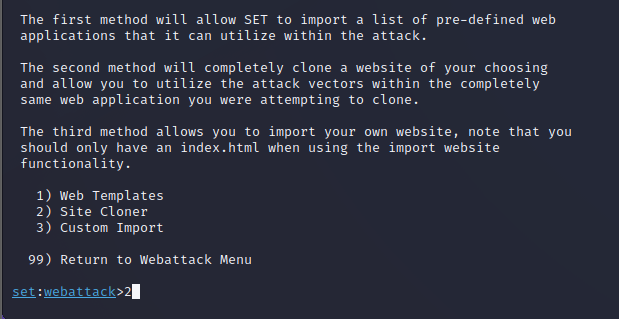 The first method will allow SET to import a list of pre-defined web
applications that it can utilize within the attack.
The second method will completely clone a website of your choosing
and allow you to utilize the attack vectors within the completely
same web application you were attempting to clone.
The third method allows you to import your own website, note that you
should only have an index.html when using the import website
functionality.
1) Web Templates
2) Site Cloner
3) Custom Import
99) Return to Webattack Menu
set:webattack>2